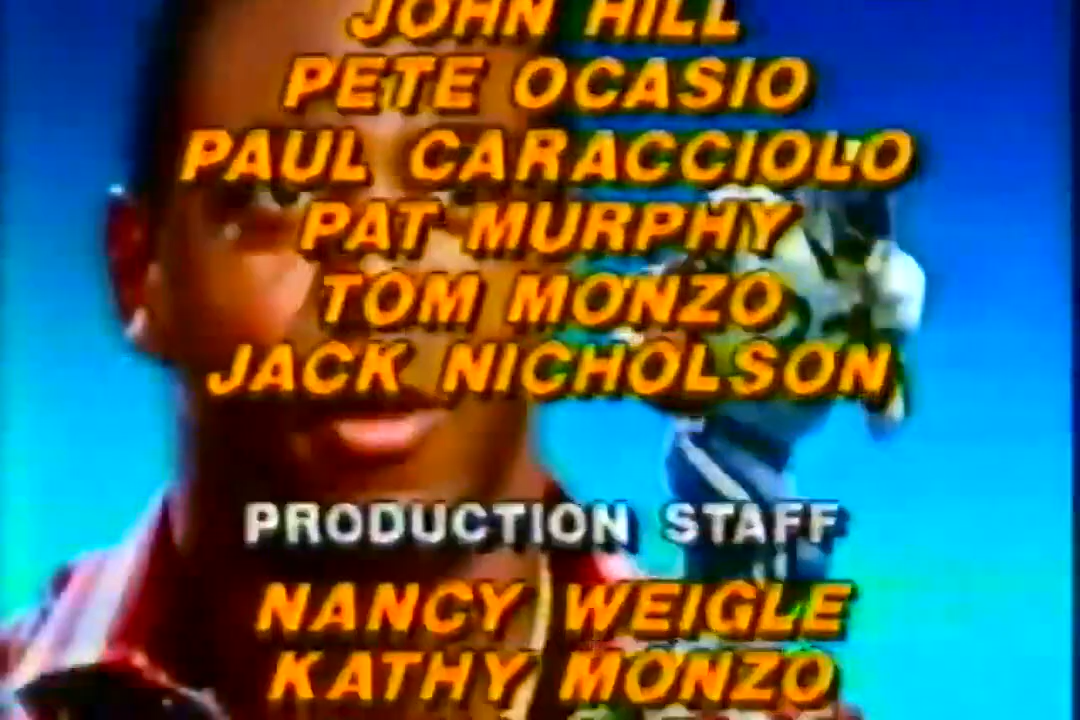 JOHN HILL
PETE OCASIO
PAUL CARACCIOLO
PAT MURPHY
TOM MONZO
JACK NICHOLSON
PRODUCTION STAFF
NANCY WEIGLE
KATHY MONZO